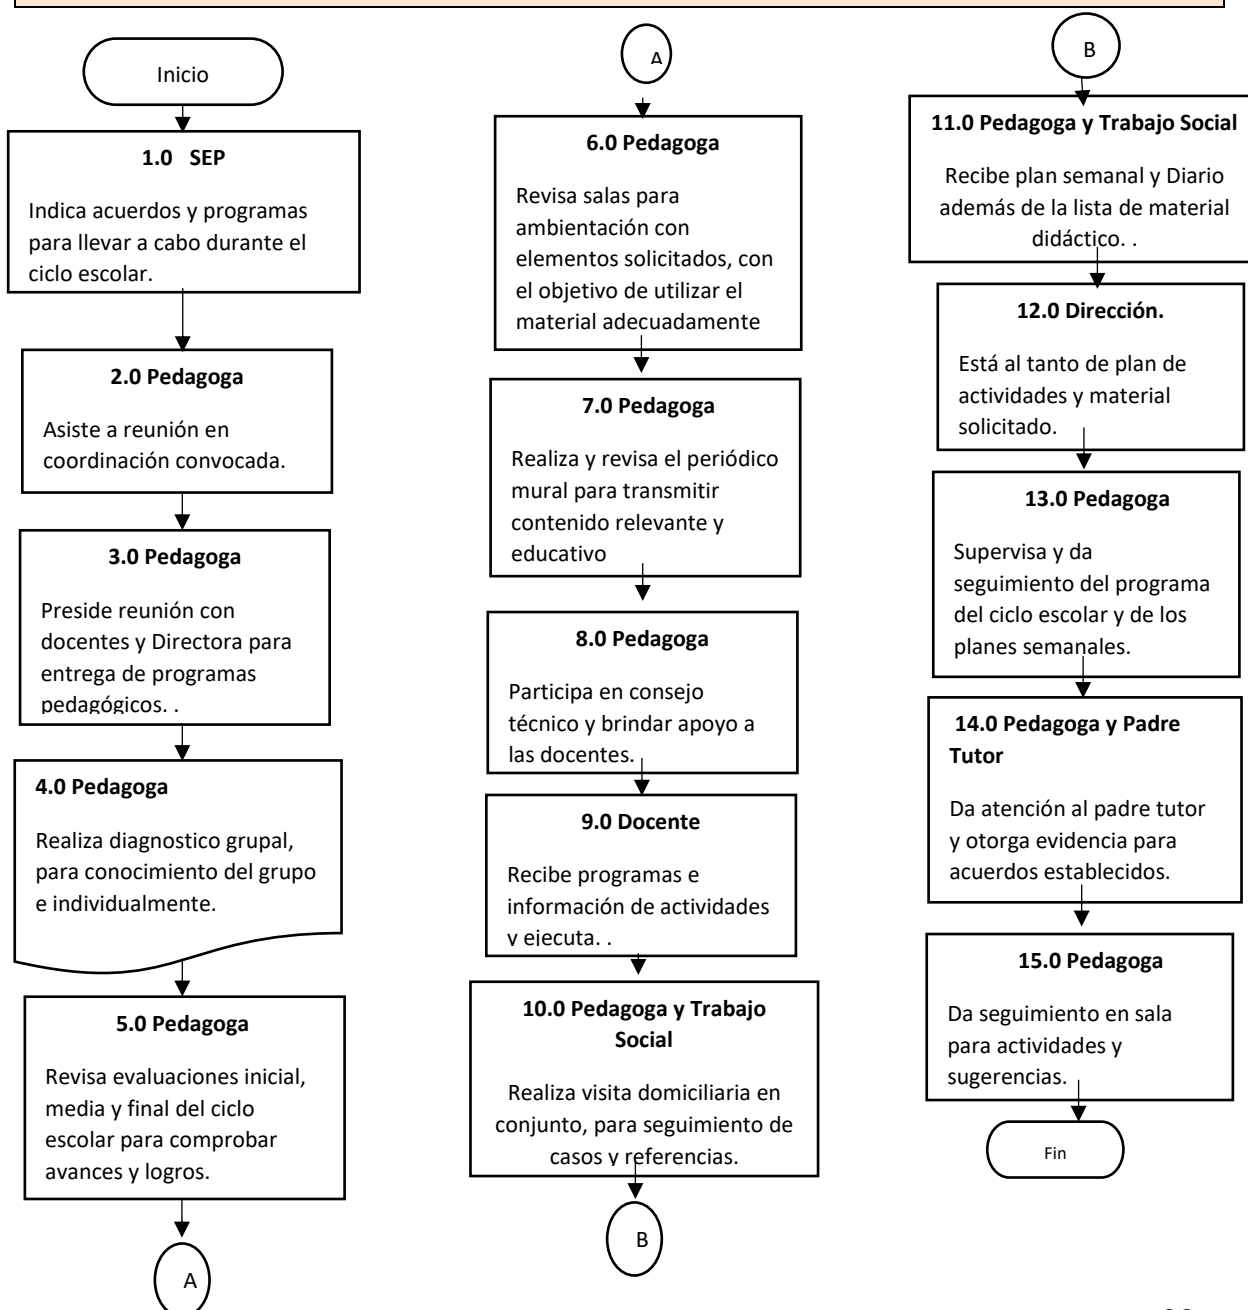 Inicio
1.0 SEP
Indica acuerdos y programas
para llevar a cabo durante el
ciclo escolar.
2.0 Pedagoga
Asiste a reunión en
coordinación convocada.
3.0 Pedagoga
Preside reunión con
docentes y Directora para
entrega de programas
pedagógicos. .
4.0 Pedagoga
Realiza diagnostico grupal,
para conocimiento del grupo
e individualmente.
5.0 Pedagoga
Revisa evaluaciones inicial,
media y final del ciclo
escolar para comprobar
avances y logros.
A
A
6.0 Pedagoga
Revisa salas para
ambientación con
elementos solicitados, con
el objetivo de utilizar el
material adecuadamente
7.0 Pedagoga
Realiza y revisa el periódico
mural para transmitir
contenido relevante y
educativo
8.0 Pedagoga
Participa en consejo
técnico y brindar apoyo a
las docentes.
9.0 Docente
Recibe programas e
información de actividades
y ejecuta. .
10.0 Pedagoga y Trabajo
Social
Realiza visita domiciliaria en
conjunto, para seguimiento de
casos y referencias.
B
B
11.0 Pedagoga y Trabajo Social
Recibe plan semanal y Diario
además de la lista de material
didáctico. .
12.0 Dirección.
Está al tanto de plan de
actividades y material
solicitado.
13.0 Pedagoga
Supervisa y da
seguimiento del programa
del ciclo escolar y de los
planes semanales.
14.0 Pedagoga y Padre
Tutor
Da atención al padre tutor
y otorga evidencia para
acuerdos establecidos.
15.0 Pedagoga
Da seguimiento en sala
para actividades y
sugerencias.
Fin